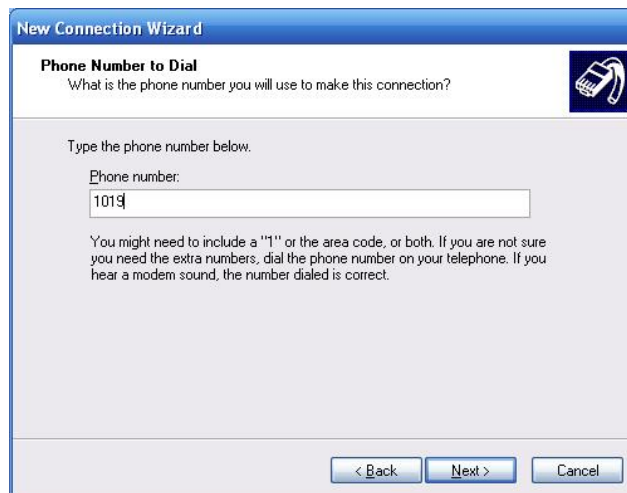 New Connection Wizard
Phone Number to Dial
What is the phone number you will use to make this connection?
Type the phone number below.
Phone number:
1019
You might need to include a "1" or the area code, or both. If you are not sure
you need the extra numbers, dial the phone number on your telephone. If you
hear a modem sound, the number dialed is correct.
< Back
Next >
Cancel